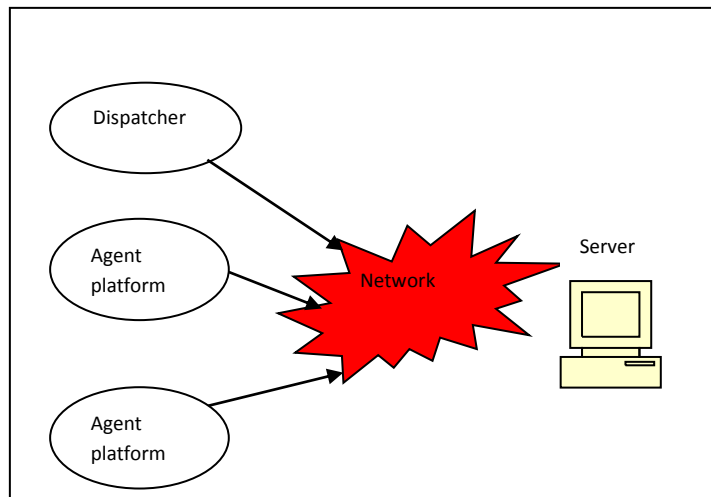 Dispatcher
Agent
platform
Network
Server
Agent
platform